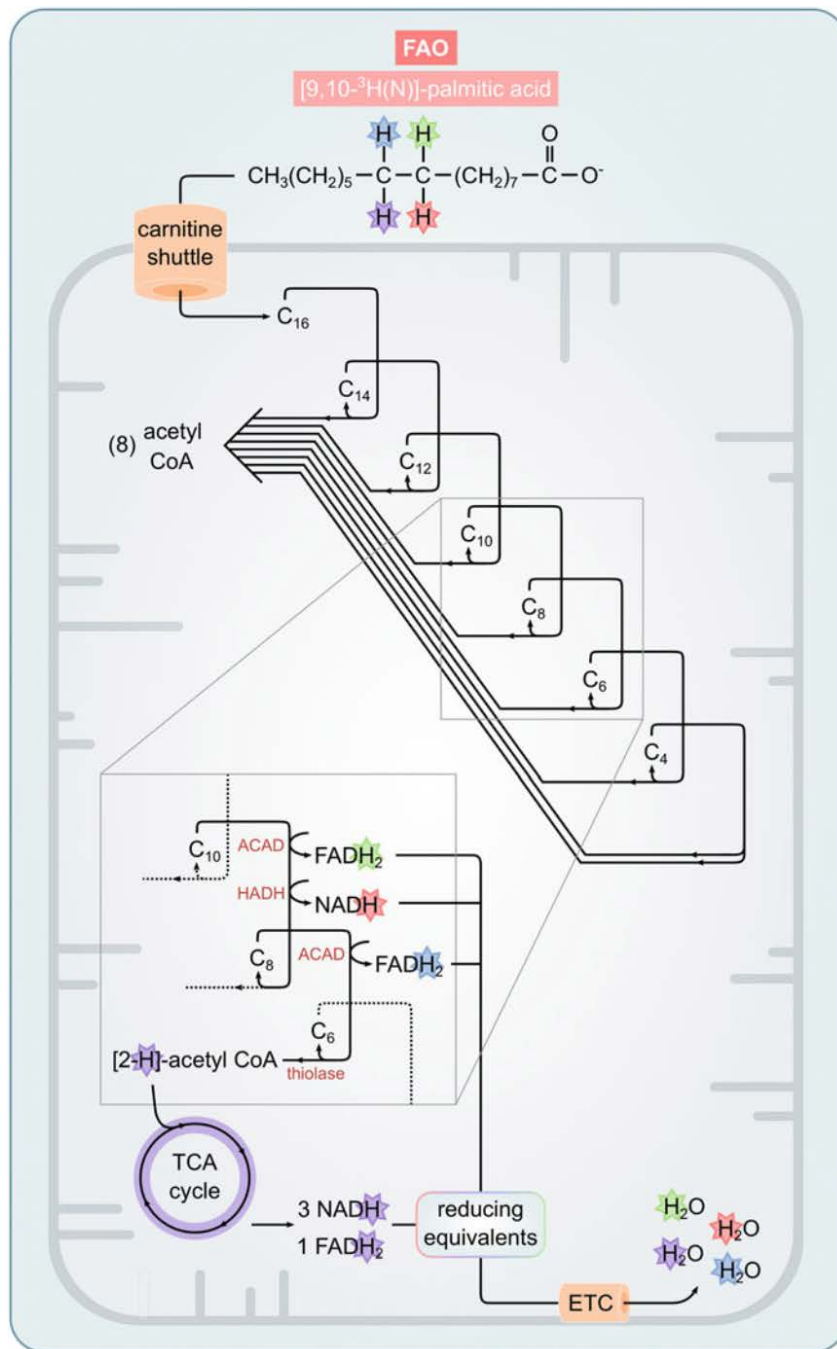 FAO
[9,10-³H(N)]-palmitic acid
H H O
CH₃(CH₂)₅ – C – C – (CH₂)₇ – C – O⁻
H H
carnitine
shuttle
C₁₆
C₁₄
(8) acetyl
CoA
C₁₂
C₁₀
C₈
C₆
C₄
C₁₀
ACAD
FADH₂
HADH
NADH
C₈
ACAD
FADH₂
C₆
[2-H]-acetyl CoA
thiolase
TCA
cycle
3 NADH
1 FADH₂
reducing
equivalents
H₂O
H₂O
H₂O
H₂O
ETC